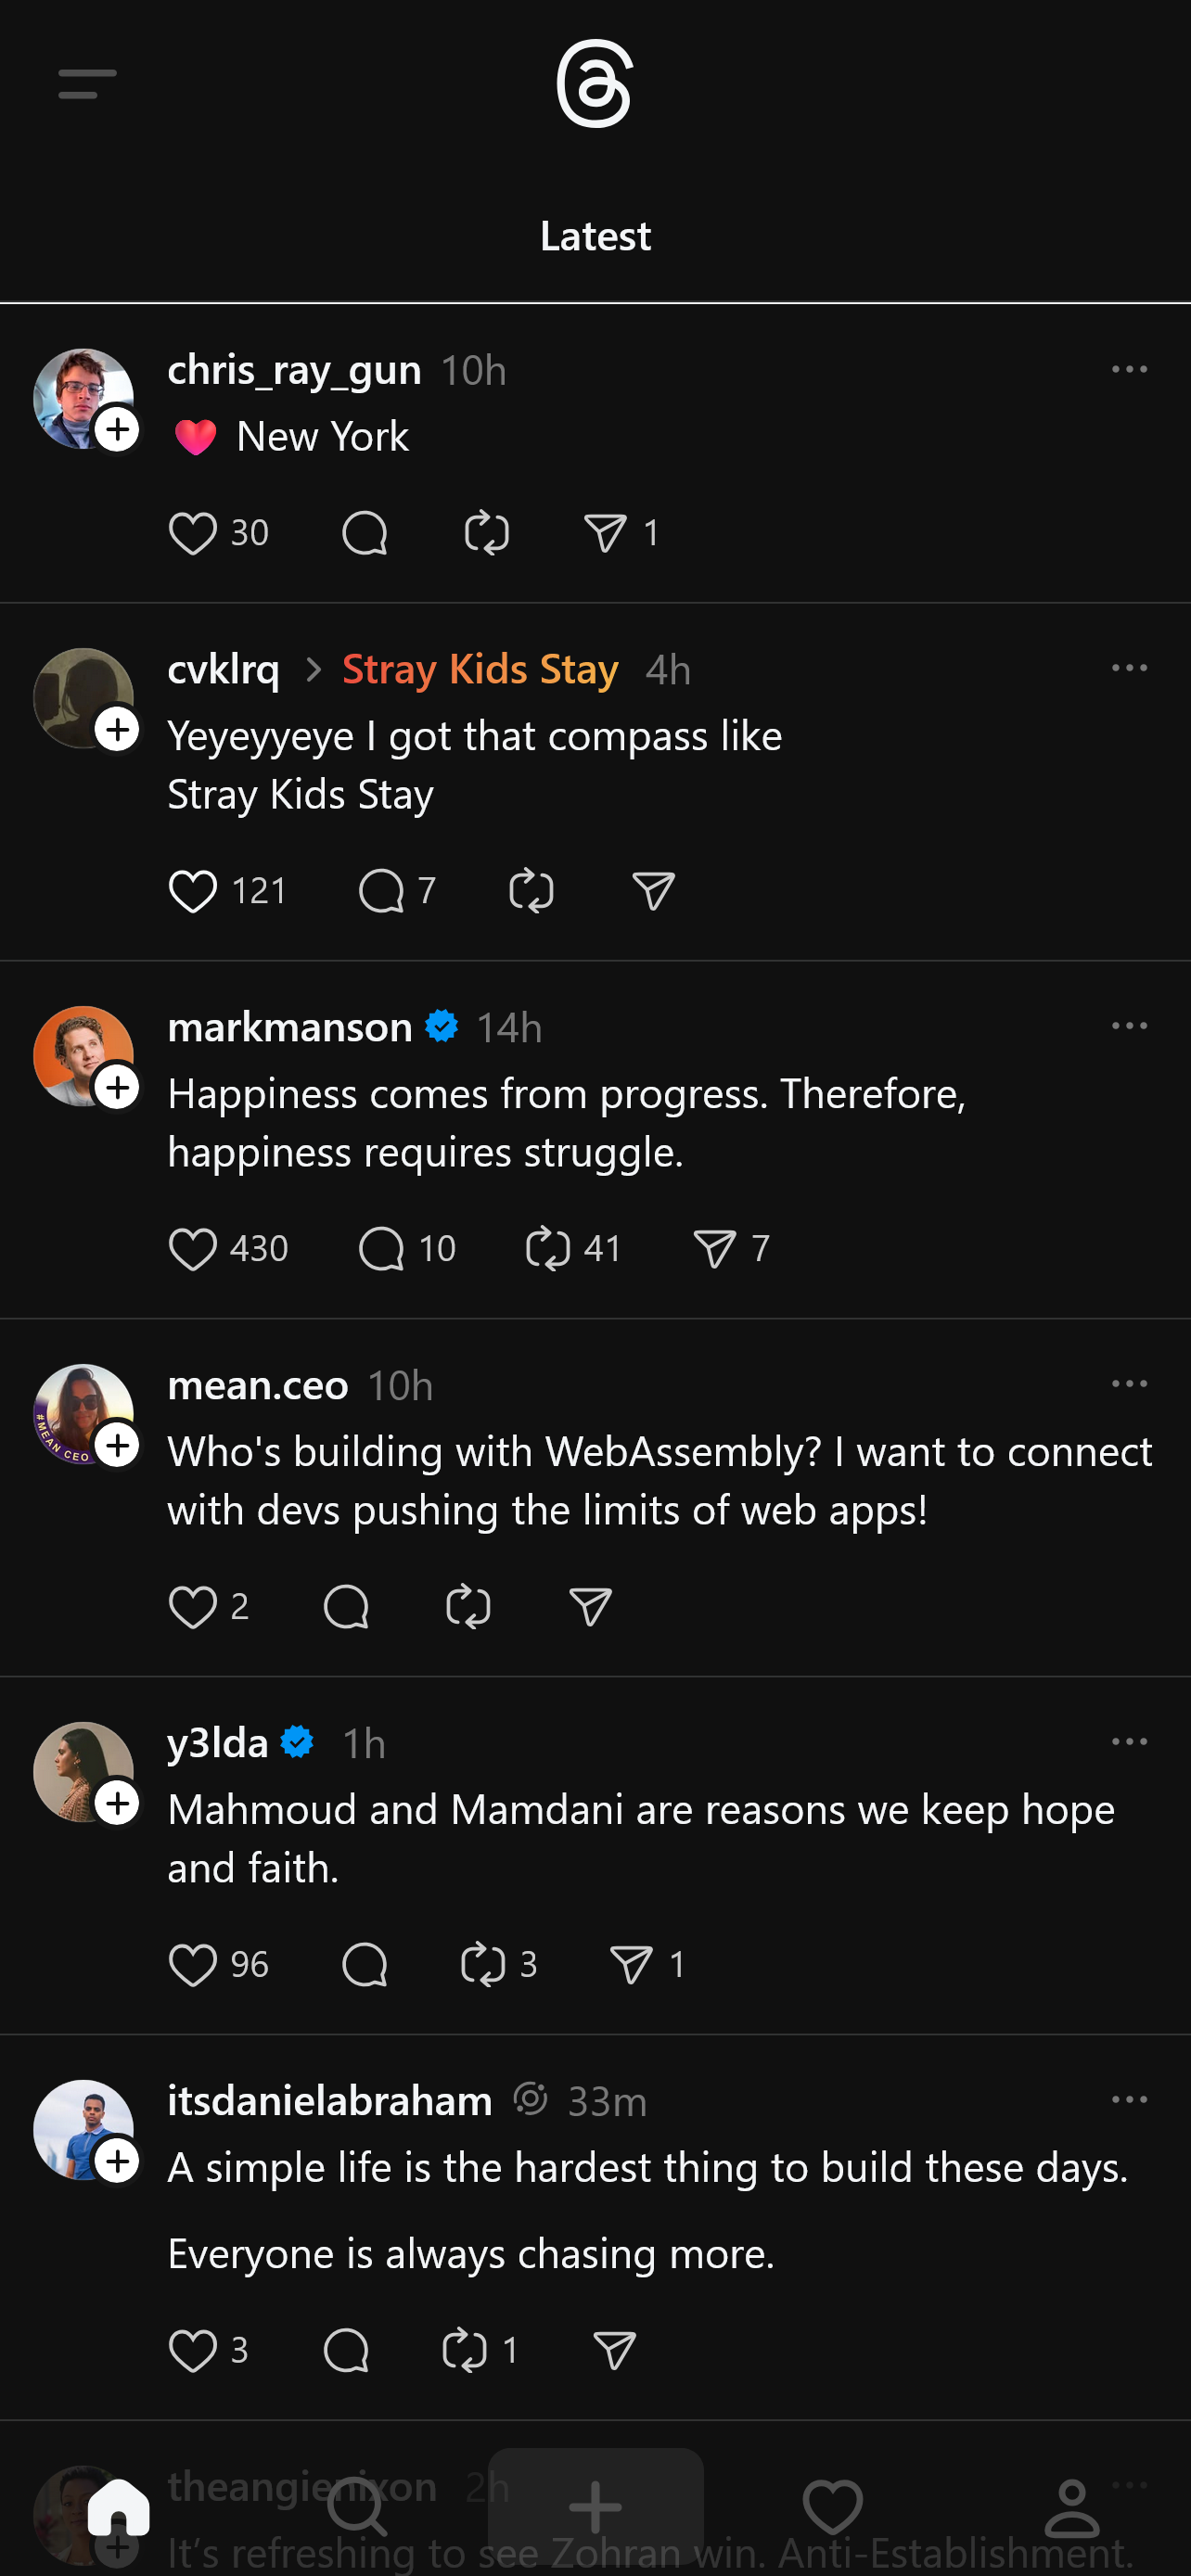 Latest
chris_ray_gun 10h
❤️ New York
30 1
cvklrq > Stray Kids Stay 4h
Yeyeyyeye I got that compass like
Stray Kids Stay
121 7
markmanson 14h
Happiness comes from progress. Therefore,
happiness requires struggle.
430 10 41 7
mean.ceo 10h
#MEAN CEO
Who's building with WebAssembly? I want to connect
with devs pushing the limits of web apps!
2
y3lda 1h
Mahmoud and Mamdani are reasons we keep hope
and faith.
96 3 1
itsdanielabraham 33m
A simple life is the hardest thing to build these days.
Everyone is always chasing more.
3 1
theangienixon 2h
It’s refreshing to see Zohran win. Anti-Establishment.